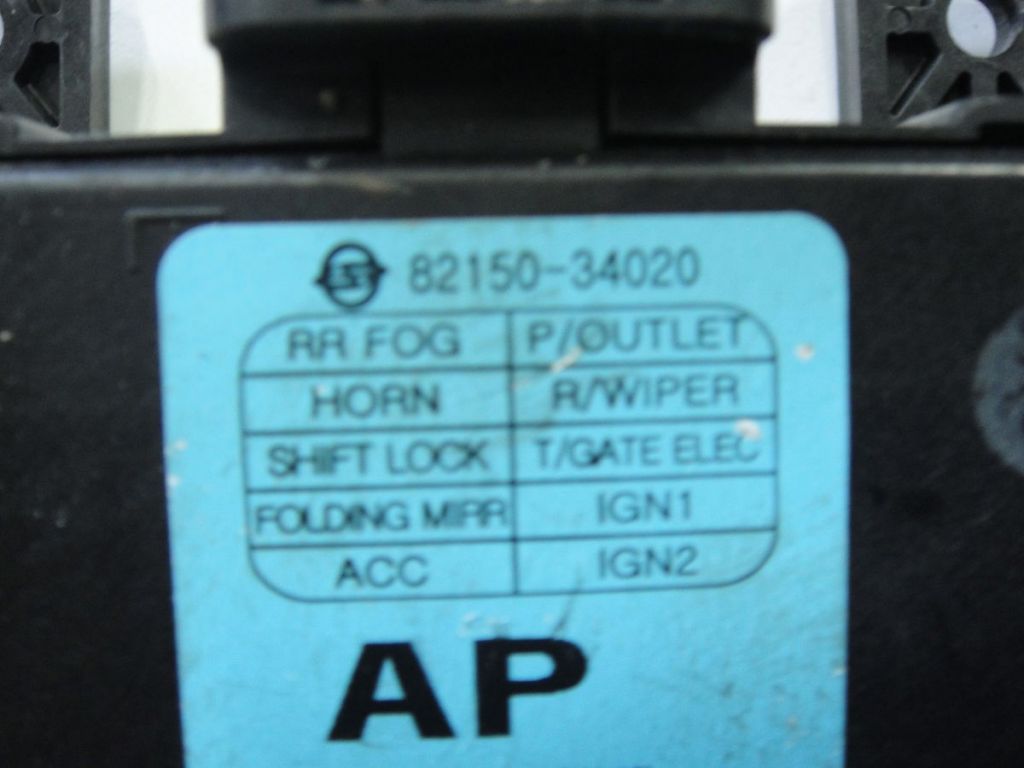 82150-34020
RR FOG P/OUTLET
HORN R/WIPER
SHIFT LOCK T/GATE ELEC
FOLDING MIRR IGN1
ACC IGN2
AP